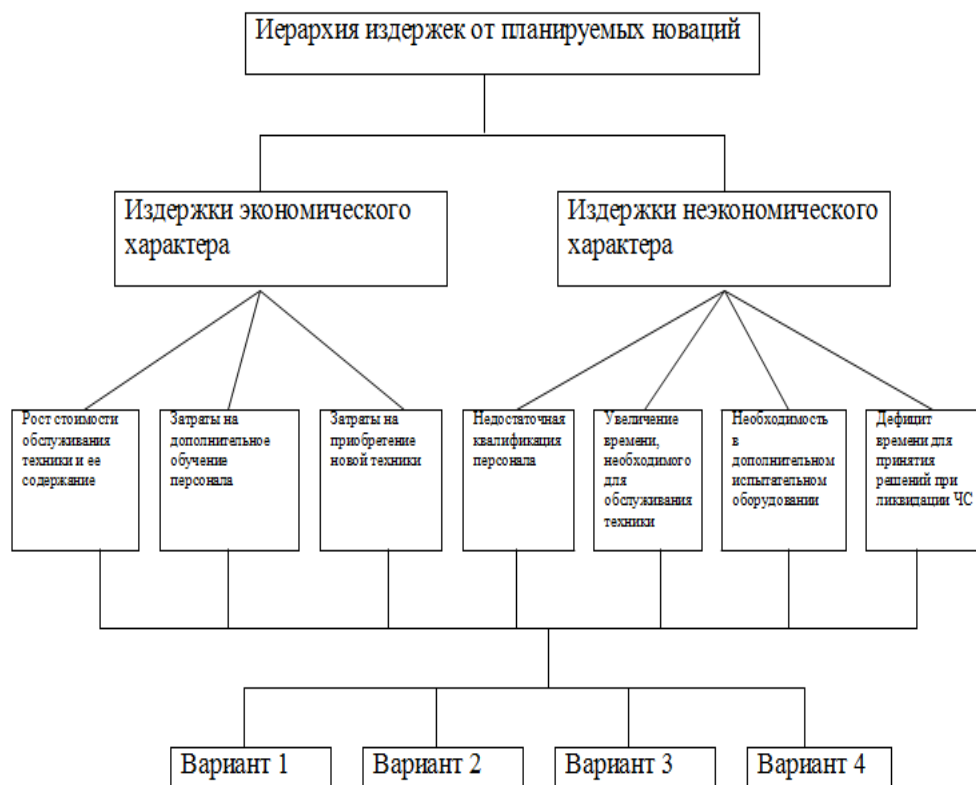 Иерархия издержек от планируемых новаций
Издержки экономического
характера
Издержки неэкономического
характера
Рост стоимости
обслуживания
техники и ее
содержание
Затраты на
дополнительное
обучение
персонала
Затраты на
приобретение
новой техники
Недостаточная
квалификация
персонала
Увеличение
времени,
необходимого
для
обслуживания
техники
Необходимость
в
дополнительном
испытательном
оборудовании
Дефицит
времени для
принятия
решений при
ликвидации ЧС
Вариант 1
Вариант 2
Вариант 3
Вариант 4